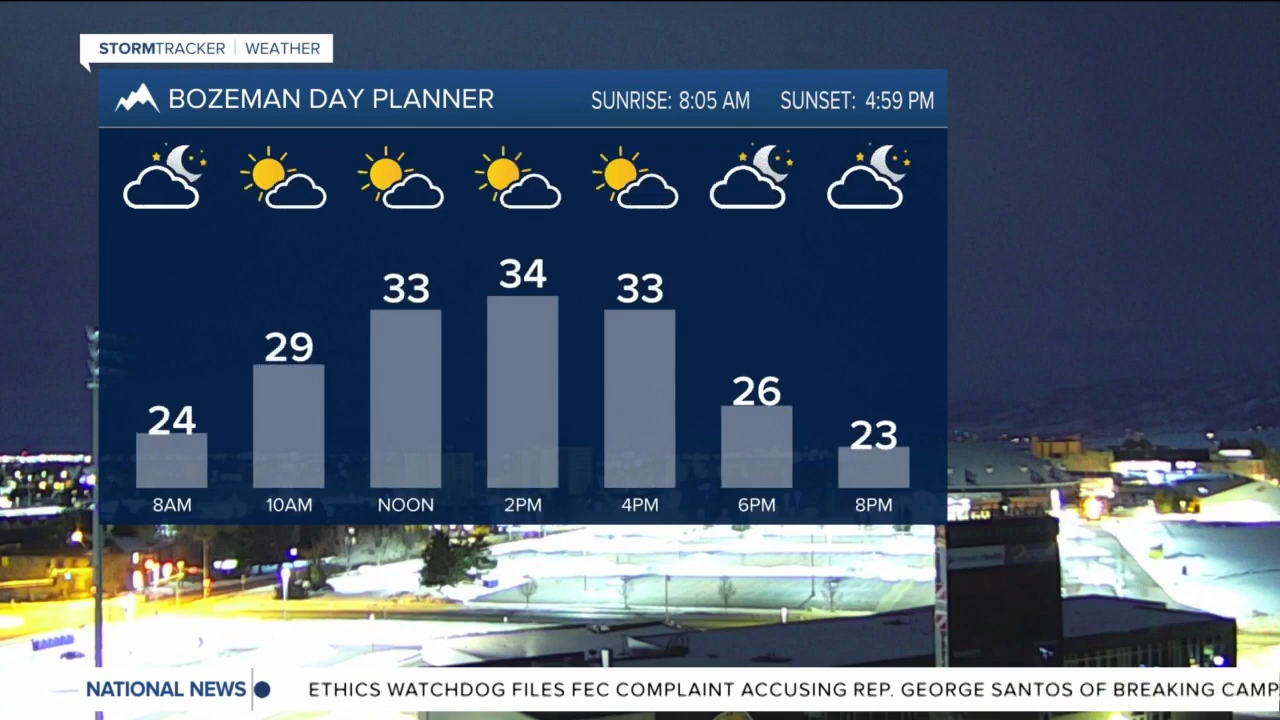 STORMTRACKER | WEATHER
BOZEMAN DAY PLANNER SUNRISE: 8:05 AM SUNSET: 4:59 PM
24 29 33 34 33 26 23
8AM 10AM NOON 2PM 4PM 6PM 8PM
NATIONAL NEWS ETHICS WATCHDOG FILES FEC COMPLAINT ACCUSING REP. GEORGE SANTOS OF BREAKING CAMP